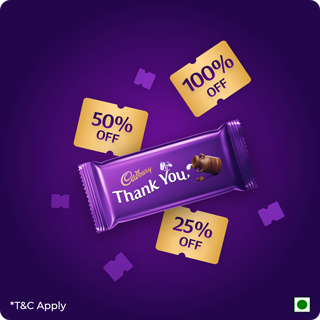 100%
OFF
50%
OFF
Cadbury
Thank You,
25%
OFF
*T&C Apply